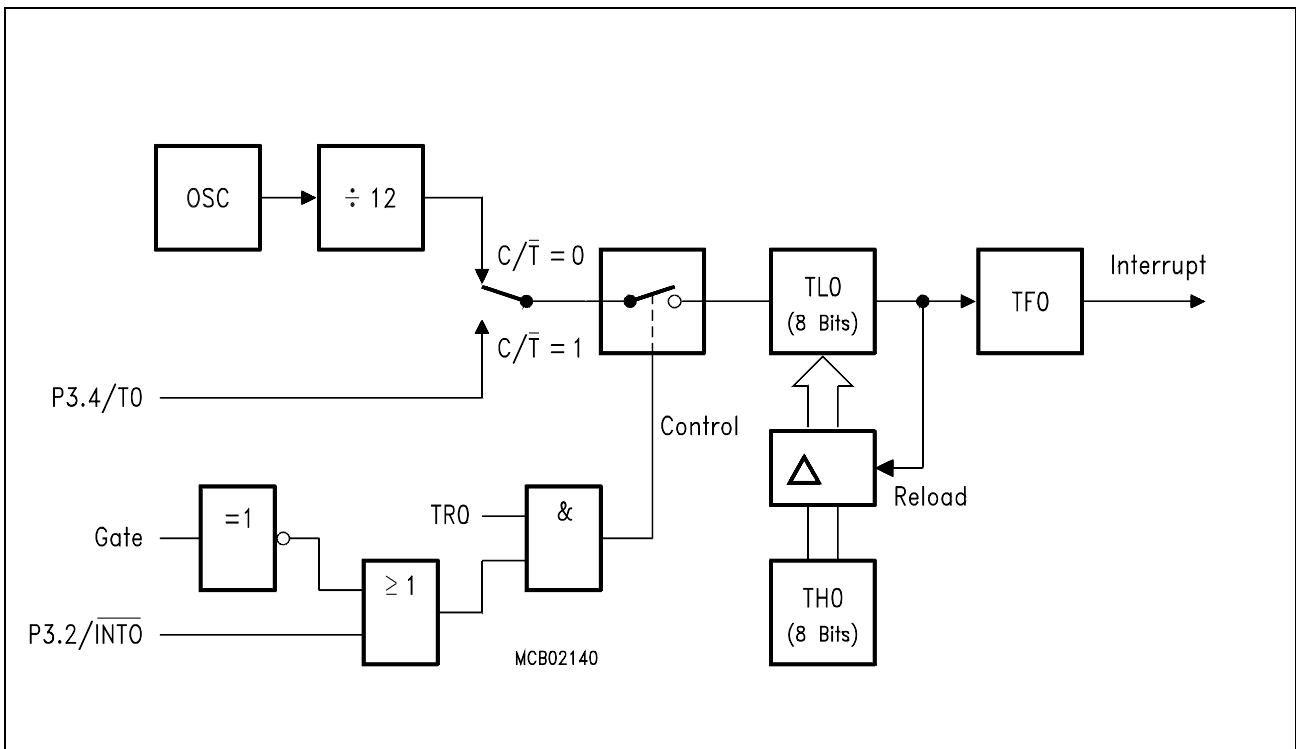 OSC
÷ 12
C/T̅ = 0
C/T̅ = 1
P3.4/T0
TL0
(8 Bits)
TF0
Interrupt
Control
Reload
Gate
=1
TR0
&
≥ 1
P3.2/I̅N̅T̅0̅
TH0
(8 Bits)
MCB02140